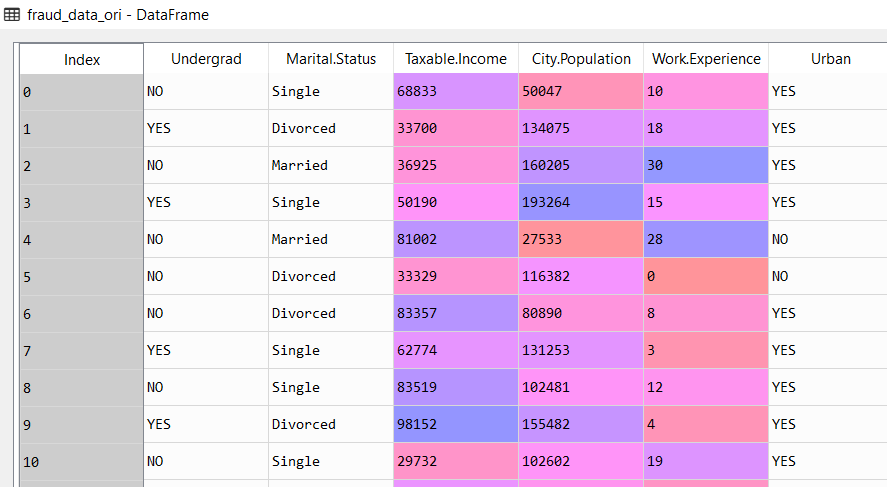 fraud_data_ori - DataFrame
Index Undergrad Marital.Status Taxable.Income City.Population Work.Experience Urban
0 NO Single 68833 50047 10 YES
1 YES Divorced 33700 134075 18 YES
2 NO Married 36925 160205 30 YES
3 YES Single 50190 193264 15 YES
4 NO Married 81002 27533 28 NO
5 NO Divorced 33329 116382 0 NO
6 NO Divorced 83357 80890 8 YES
7 YES Single 62774 131253 3 YES
8 NO Single 83519 102481 12 YES
9 YES Divorced 98152 155482 4 YES
10 NO Single 29732 102602 19 YES